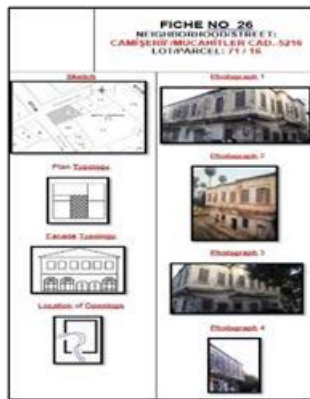 FICHE NO 26
NEIGHBORHOOD/STREET:
CAMİŞERİF/MUCAHİTLER CAD.-5216
LOT/PARCEL: 71 / 16
Sketch
Plan Typology
Facade Typology
Location of Openings
Photograph 1
Photograph 2
Photograph 3
Photograph 4